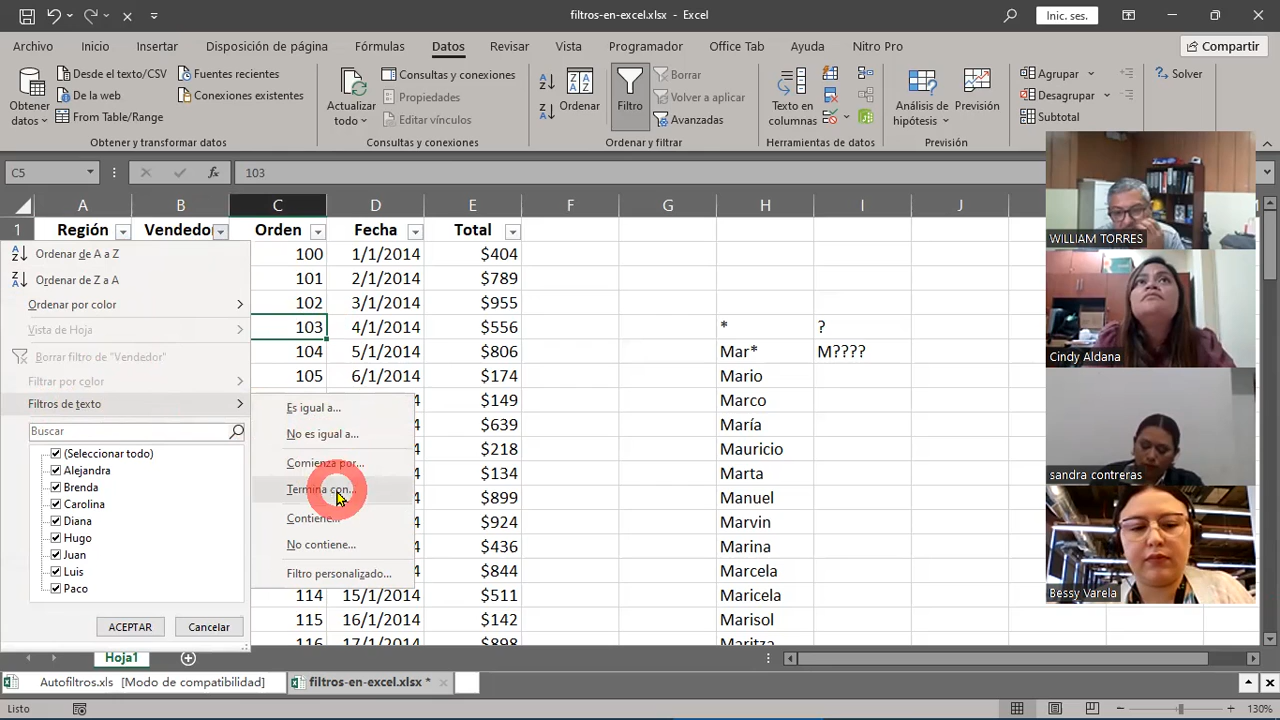 filtros-en-excel.xlsx - Excel
Inic. ses.
Archivo Inicio Insertar Disposición de página Fórmulas Datos Revisar Vista Programador Office Tab Ayuda Nitro Pro Compartir
Obtener datos
Desde el texto/CSV
De la web
From Table/Range
Fuentes recientes
Conexiones existentes
Obtener y transformar datos
Actualizar todo
Consultas y conexiones
Propiedades
Editar vínculos
Consultas y conexiones
Ordenar
Filtro
Borrar
Volver a aplicar
Avanzadas
Ordenar y filtrar
Texto en columnas
Herramientas de datos
Análisis de hipótesis
Previsión
Previsión
Agrupar
Desagrupar
Subtotal
Solver
C5 fx 103
A B C D E F G H I J
1 Región Vendedor Orden Fecha Total
100 1/1/2014 $404
101 2/1/2014 $789
102 3/1/2014 $955
103 4/1/2014 $556 * ?
104 5/1/2014 $806 Mar* M????
105 6/1/2014 $174 Mario
$149 Marco
$639 María
$218 Mauricio
$134 Marta
$899 Manuel
$924 Marvin
$436 Marina
$844 Marcela
114 15/1/2014 $511 Maricela
115 16/1/2014 $142 Marisol
116 17/1/2014 $898 Maritza
Ordenar de A a Z
Ordenar de Z a A
Ordenar por color
Vista de Hoja
Borrar filtro de "Vendedor"
Filtrar por color
Filtros de texto
Buscar
(Seleccionar todo)
Alejandra
Brenda
Carolina
Diana
Hugo
Juan
Luis
Paco
ACEPTAR Cancelar
Es igual a...
No es igual a...
Comienza por...
Termina con...
Contiene...
No contiene...
Filtro personalizado...
WILLIAM TORRES
Cindy Aldana
sandra contreras
Bessy Varela
Hoja1
Autofiltros.xls [Modo de compatibilidad] filtros-en-excel.xlsx *
Listo 130%